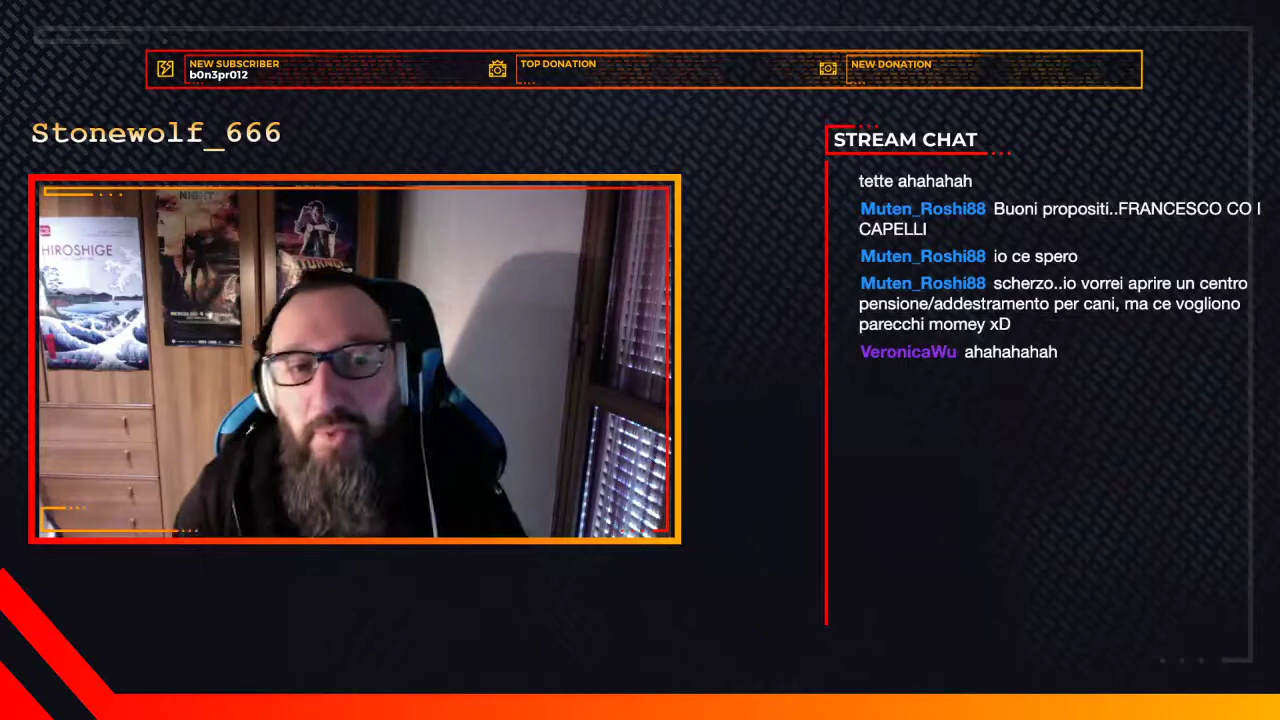 NEW SUBSCRIBER
b0n3pr012
TOP DONATION
NEW DONATION
Stonewolf_666
STREAM CHAT
tette ahahahah
Muten_Roshi88 Buoni propositi..FRANCESCO CO I
CAPELLI
Muten_Roshi88 io ce spero
Muten_Roshi88 scherzo..io vorrei aprire un centro
pensione/addestramento per cani, ma ce vogliono
parecchi momey xD
VeronicaWu ahahahahah
NIGHT
HIROSHIGE